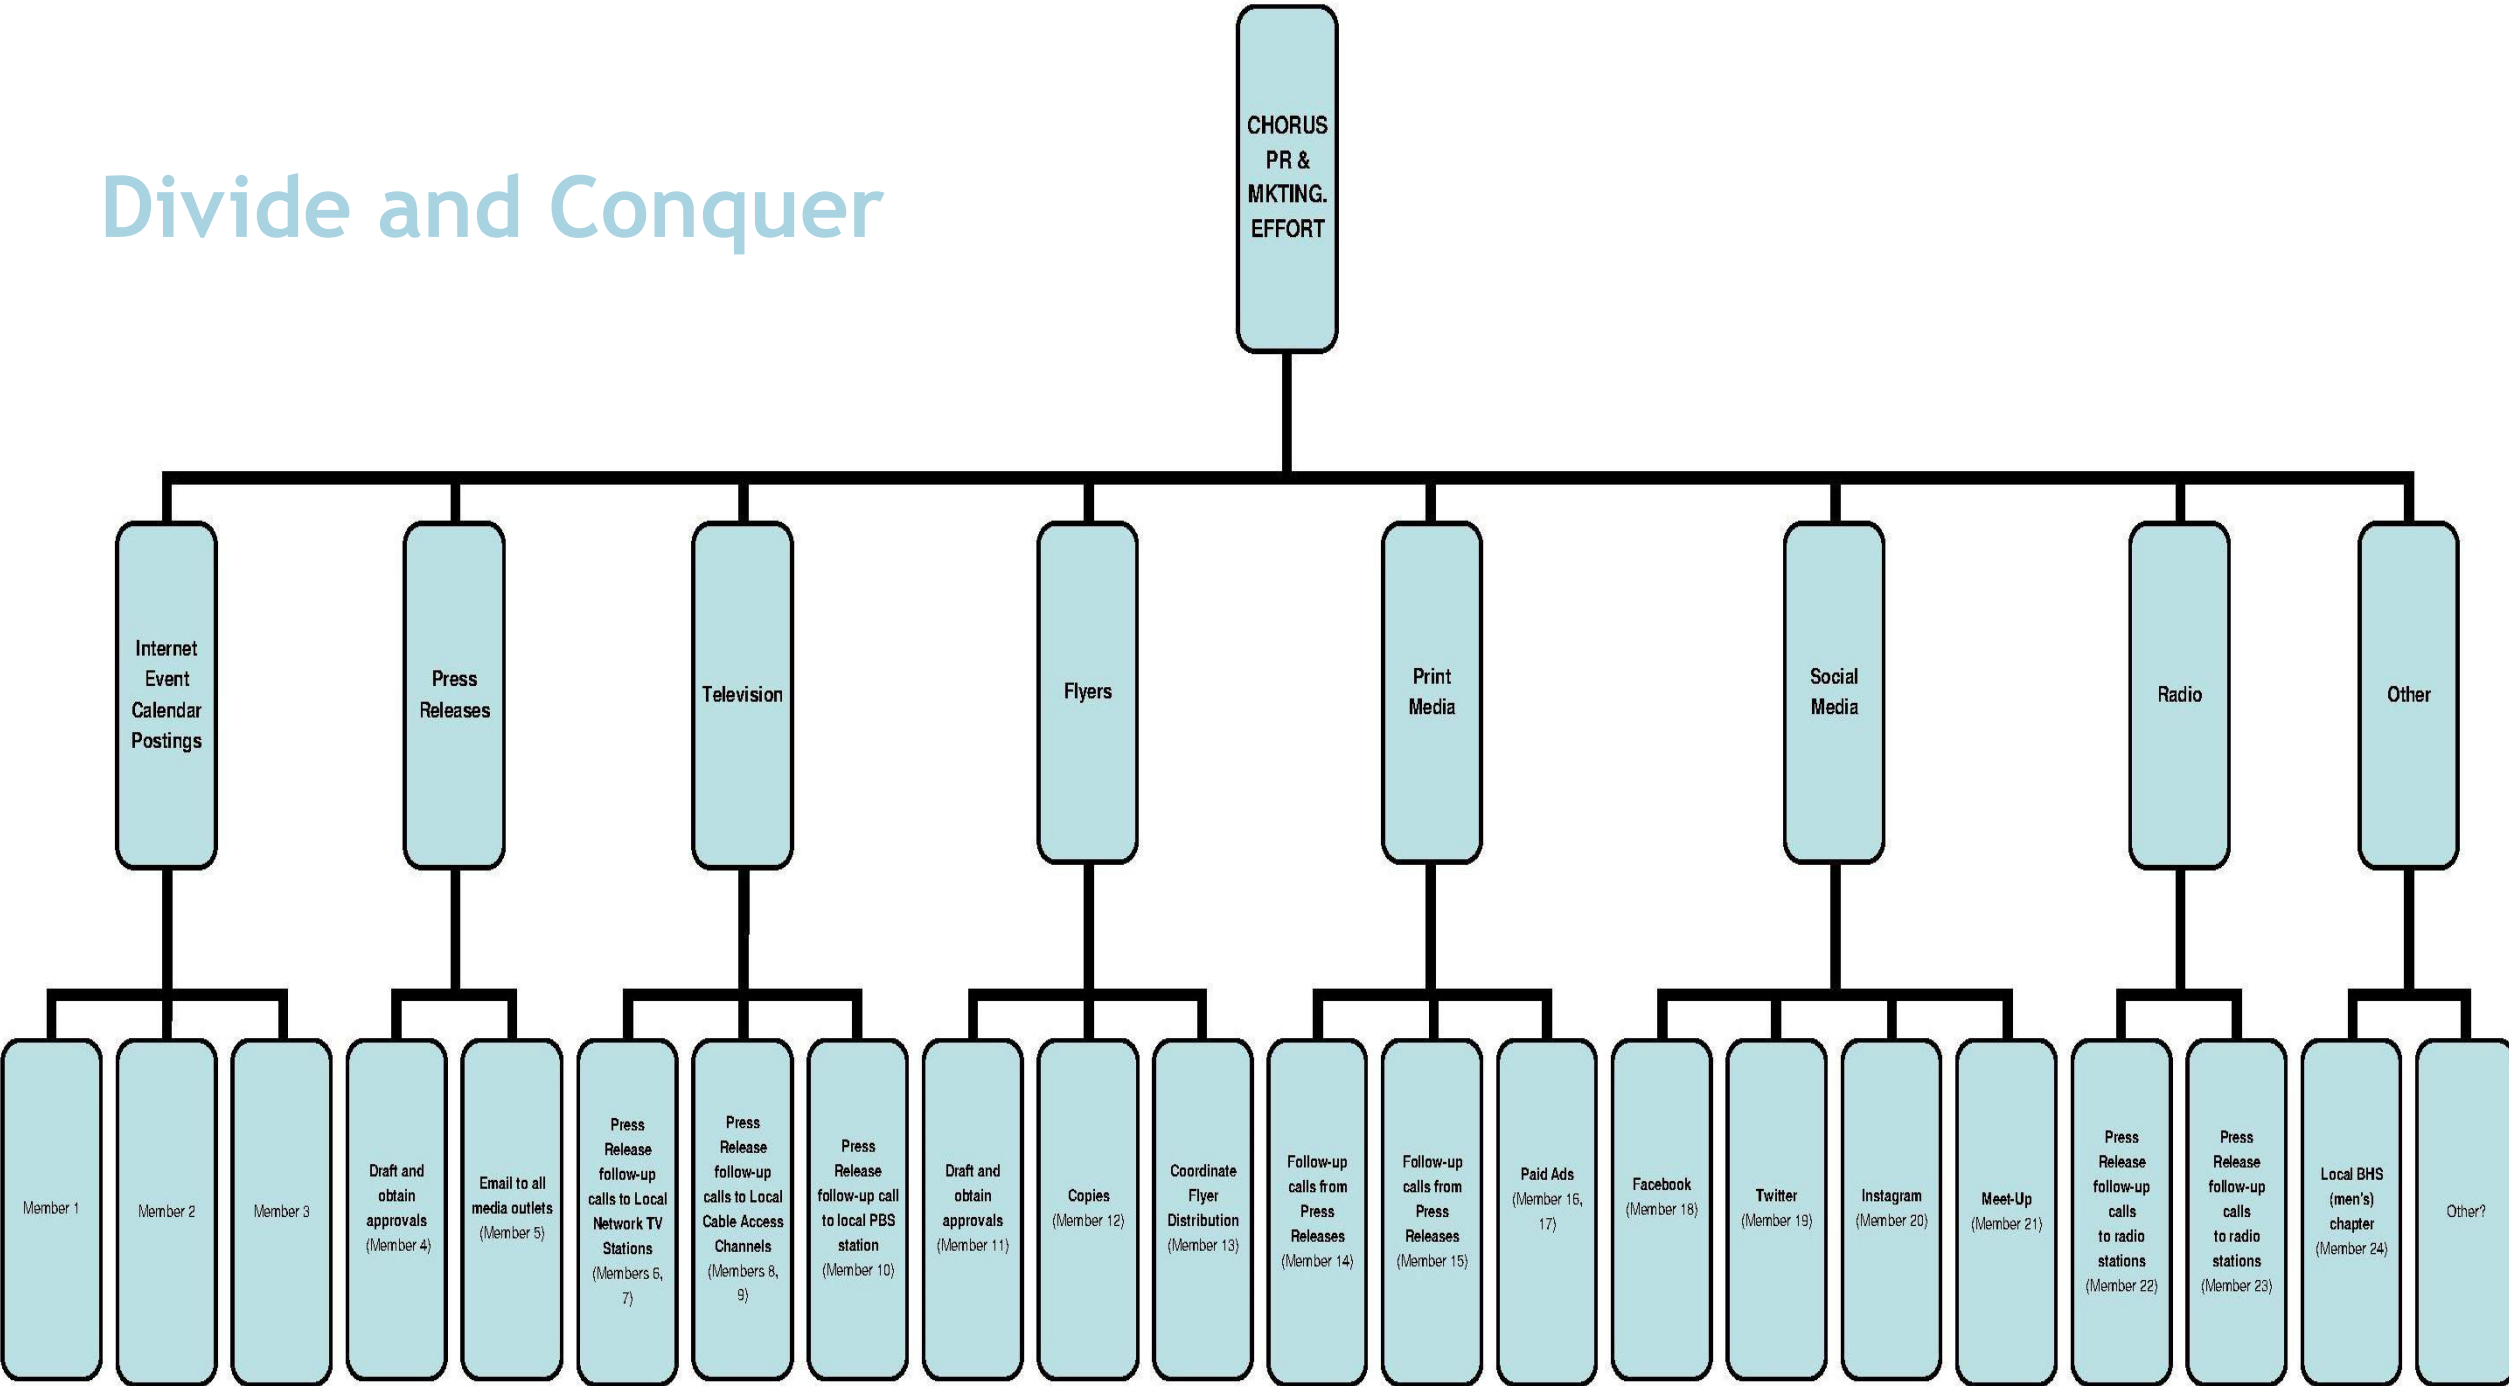 CHORUS
PR &
MKTING.
EFFORT
Divide and Conquer
Internet
Event
Calendar
Postings
Press
Releases
Television
Flyers
Print
Media
Social
Media
Radio
Other
Member 1
Member 2
Member 3
Draft and
obtain
approvals
(Member 4)
Email to all
media outlets
(Member 5)
Press
Release
follow-up
calls to Local
Network TV
Stations
(Members 6,
7)
Press
Release
follow-up
calls to Local
Cable Access
Channels
(Members 8,
9)
Press
Release
follow-up call
to local PBS
station
(Member 10)
Draft and
obtain
approvals
(Member 11)
Copies
(Member 12)
Coordinate
Flyer
Distribution
(Member 13)
Follow-up
calls from
Press
Releases
(Member 14)
Follow-up
calls from
Press
Releases
(Member 15)
Paid Ads
(Member 16,
17)
Facebook
(Member 18)
Twitter
(Member 19)
Instagram
(Member 20)
Meet-Up
(Member 21)
Press
Release
follow-up
calls
to radio
stations
(Member 22)
Press
Release
follow-up
calls
to radio
stations
(Member 23)
Local BHS
(men's)
chapter
(Member 24)
Other?